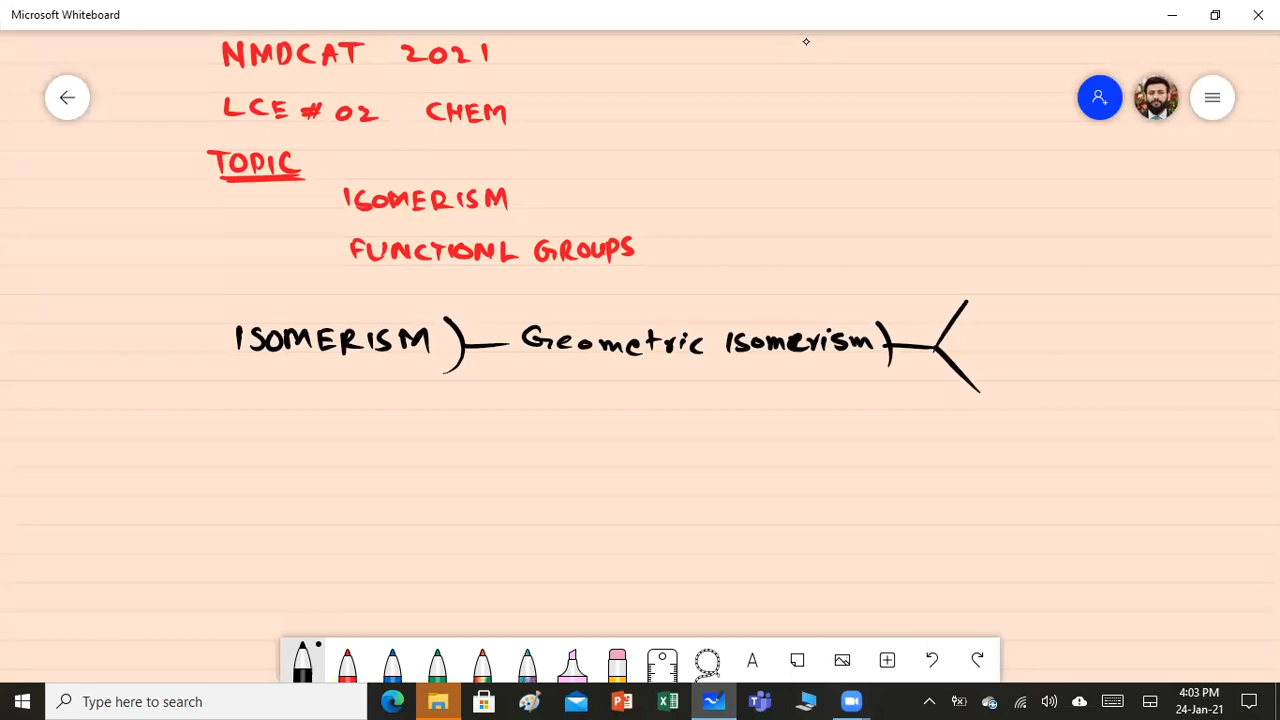 Microsoft Whiteboard
NMDCAT 2021
LCE # 02 CHEM
TOPIC
ISOMERISM
FUNCTIONL GROUPS
ISOMERISM Geometric Isomerism
A
Type here to search
4:03 PM
24-Jan-21